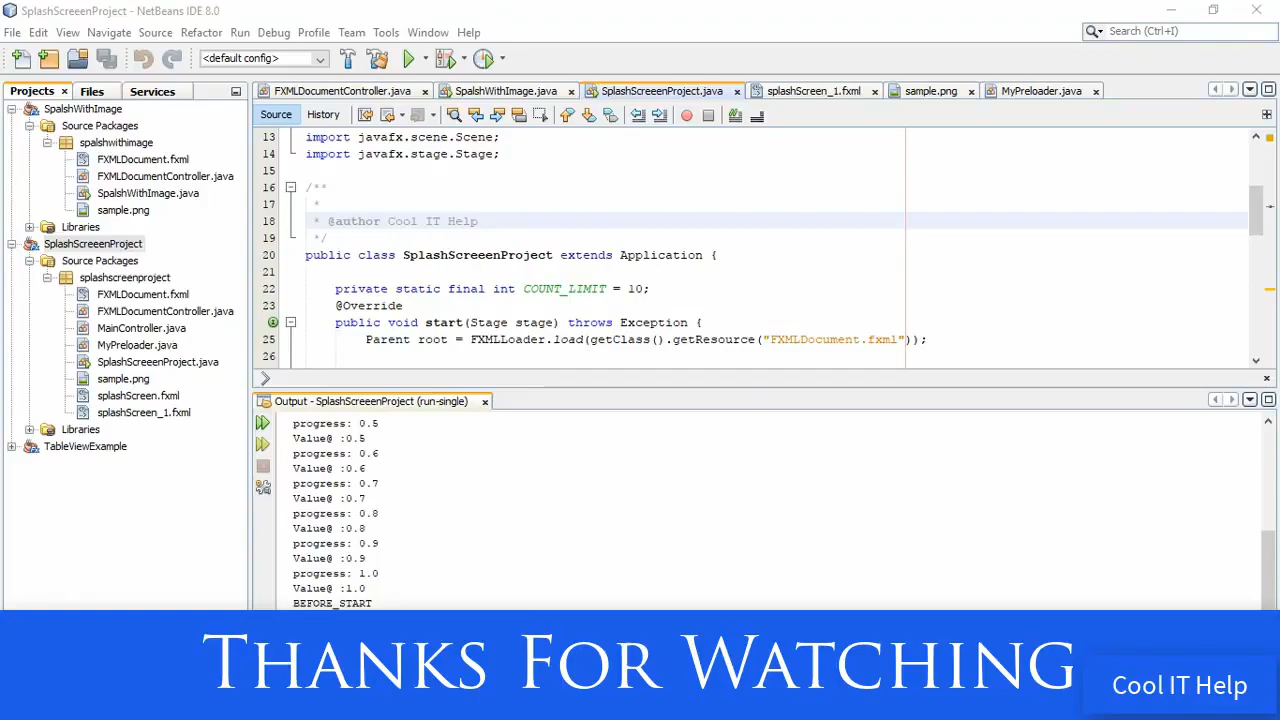 SplashScreeenProject - NetBeans IDE 8.0
File Edit View Navigate Source Refactor Run Debug Profile Team Tools Window Help
Search (Ctrl+I)
<default config>
Projects Files Services
SpalshWithImage
Source Packages
spalshwithimage
FXMLDocument.fxml
FXMLDocumentController.java
SpalshWithImage.java
sample.png
Libraries
SplashScreeenProject
Source Packages
splashscreenproject
FXMLDocument.fxml
FXMLDocumentController.java
MainController.java
MyPreloader.java
SplashScreeenProject.java
sample.png
splashScreen.fxml
splashScreen_1.fxml
Libraries
TableViewExample
FXMLDocumentController.java SpalshWithImage.java SplashScreeenProject.java splashScreen_1.fxml sample.png MyPreloader.java
Source History
13 import javafx.scene.Scene;
14 import javafx.stage.Stage;
15
16 /**
17 *
18 * @author Cool IT Help
19 */
20 public class SplashScreeenProject extends Application {
21
22 private static final int COUNT_LIMIT = 10;
23 @Override
public void start(Stage stage) throws Exception {
25 Parent root = FXMLLoader.load(getClass().getResource("FXMLDocument.fxml"));
26
Output - SplashScreeenProject (run-single)
progress: 0.5
Value@ :0.5
progress: 0.6
Value@ :0.6
progress: 0.7
Value@ :0.7
progress: 0.8
Value@ :0.8
progress: 0.9
Value@ :0.9
progress: 1.0
Value@ :1.0
BEFORE_START
Thanks For Watching
Cool IT Help